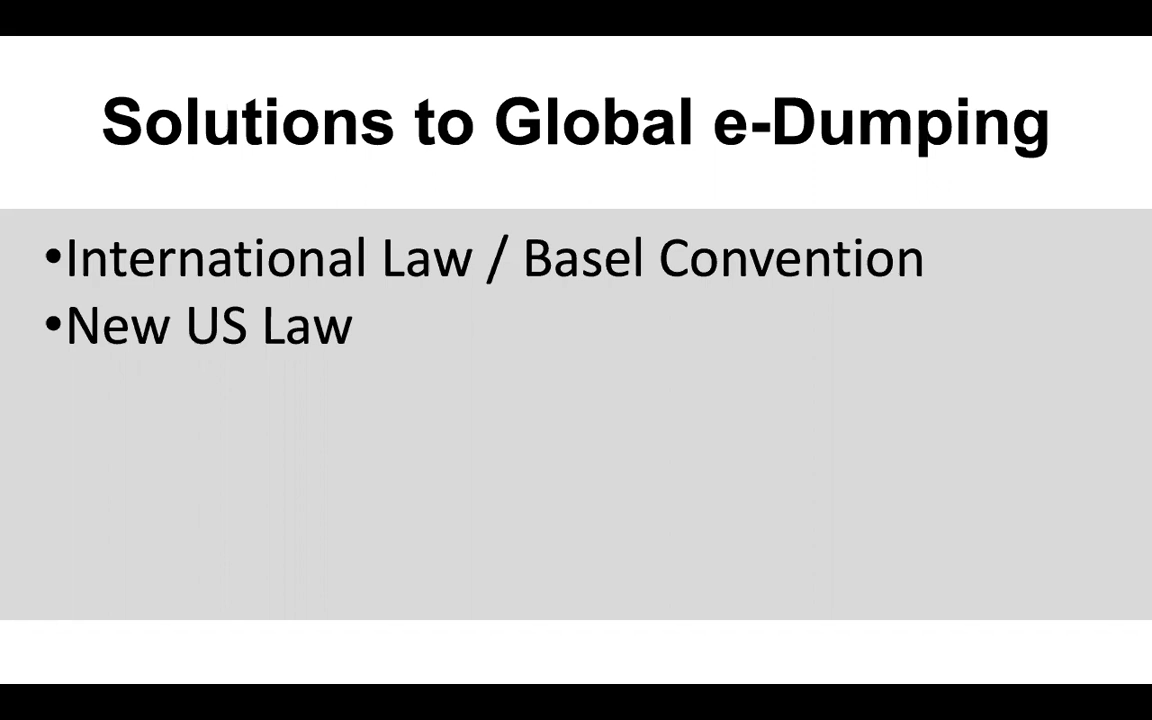 Solutions to Global e-Dumping
•International Law / Basel Convention
•New US Law